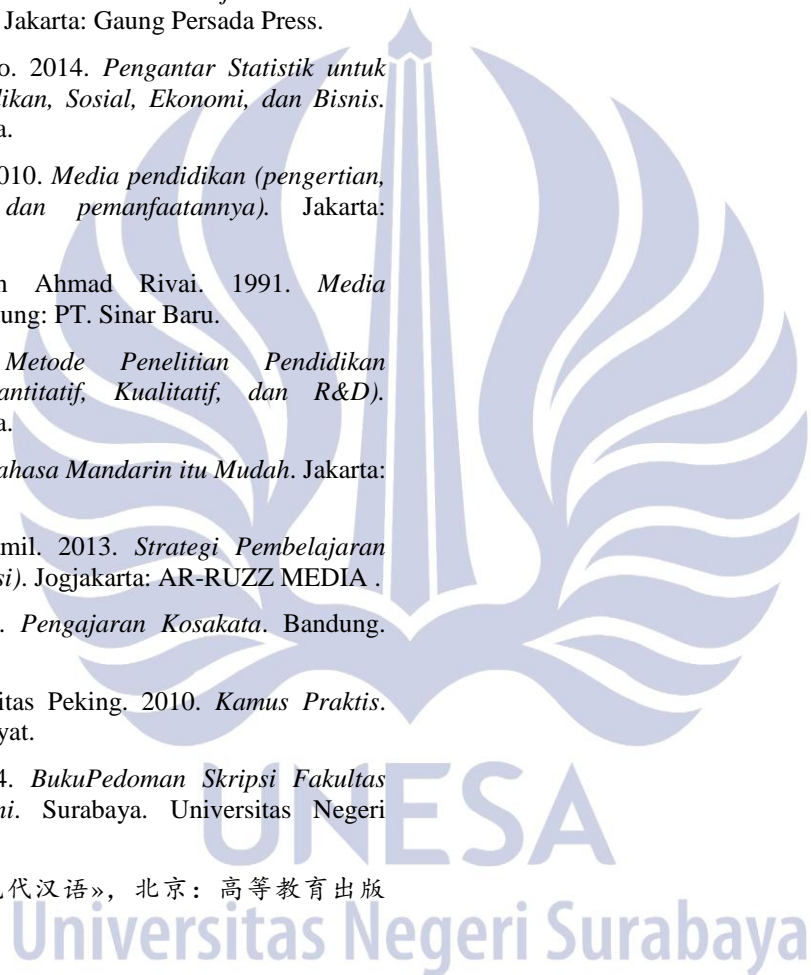 Jakarta: Gaung Persada Press.
o. 2014. Pengantar Statistik untuk
dikan, Sosial, Ekonomi, dan Bisnis.
a.
010. Media pendidikan (pengertian,
dan pemanfaatannya). Jakarta:
n Ahmad Rivai. 1991. Media
ung: PT. Sinar Baru.
Metode Penelitian Pendidikan
antitatif, Kualitatif, dan R&D).
a.
ahasa Mandarin itu Mudah. Jakarta:
mil. 2013. Strategi Pembelajaran
si). Jogjakarta: AR-RUZZ MEDIA .
. Pengajaran Kosakata. Bandung.
itas Peking. 2010. Kamus Praktis.
yat.
4. BukuPedoman Skripsi Fakultas
ni. Surabaya. Universitas Negeri
代汉语», 北京: 高等教育出版
UNESA
Universitas Negeri Surabaya